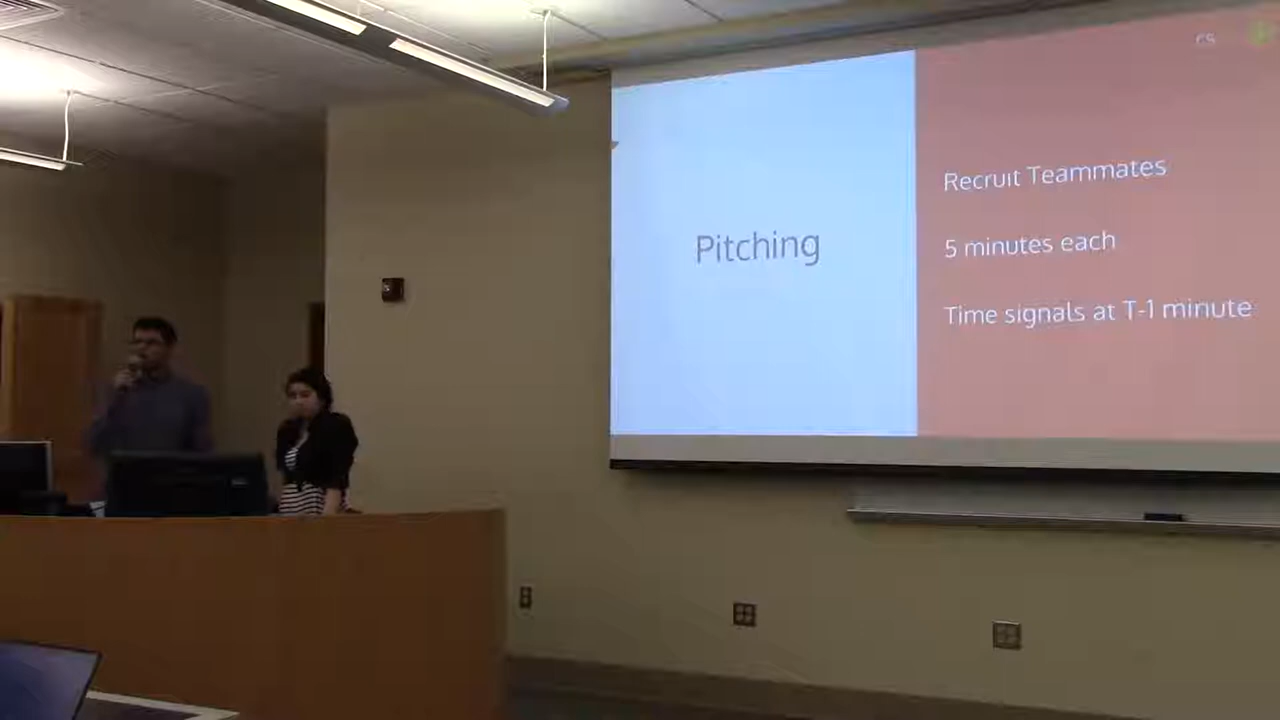 Pitching
Recruit Teammates
5 minutes each
Time signals at T-1 minute